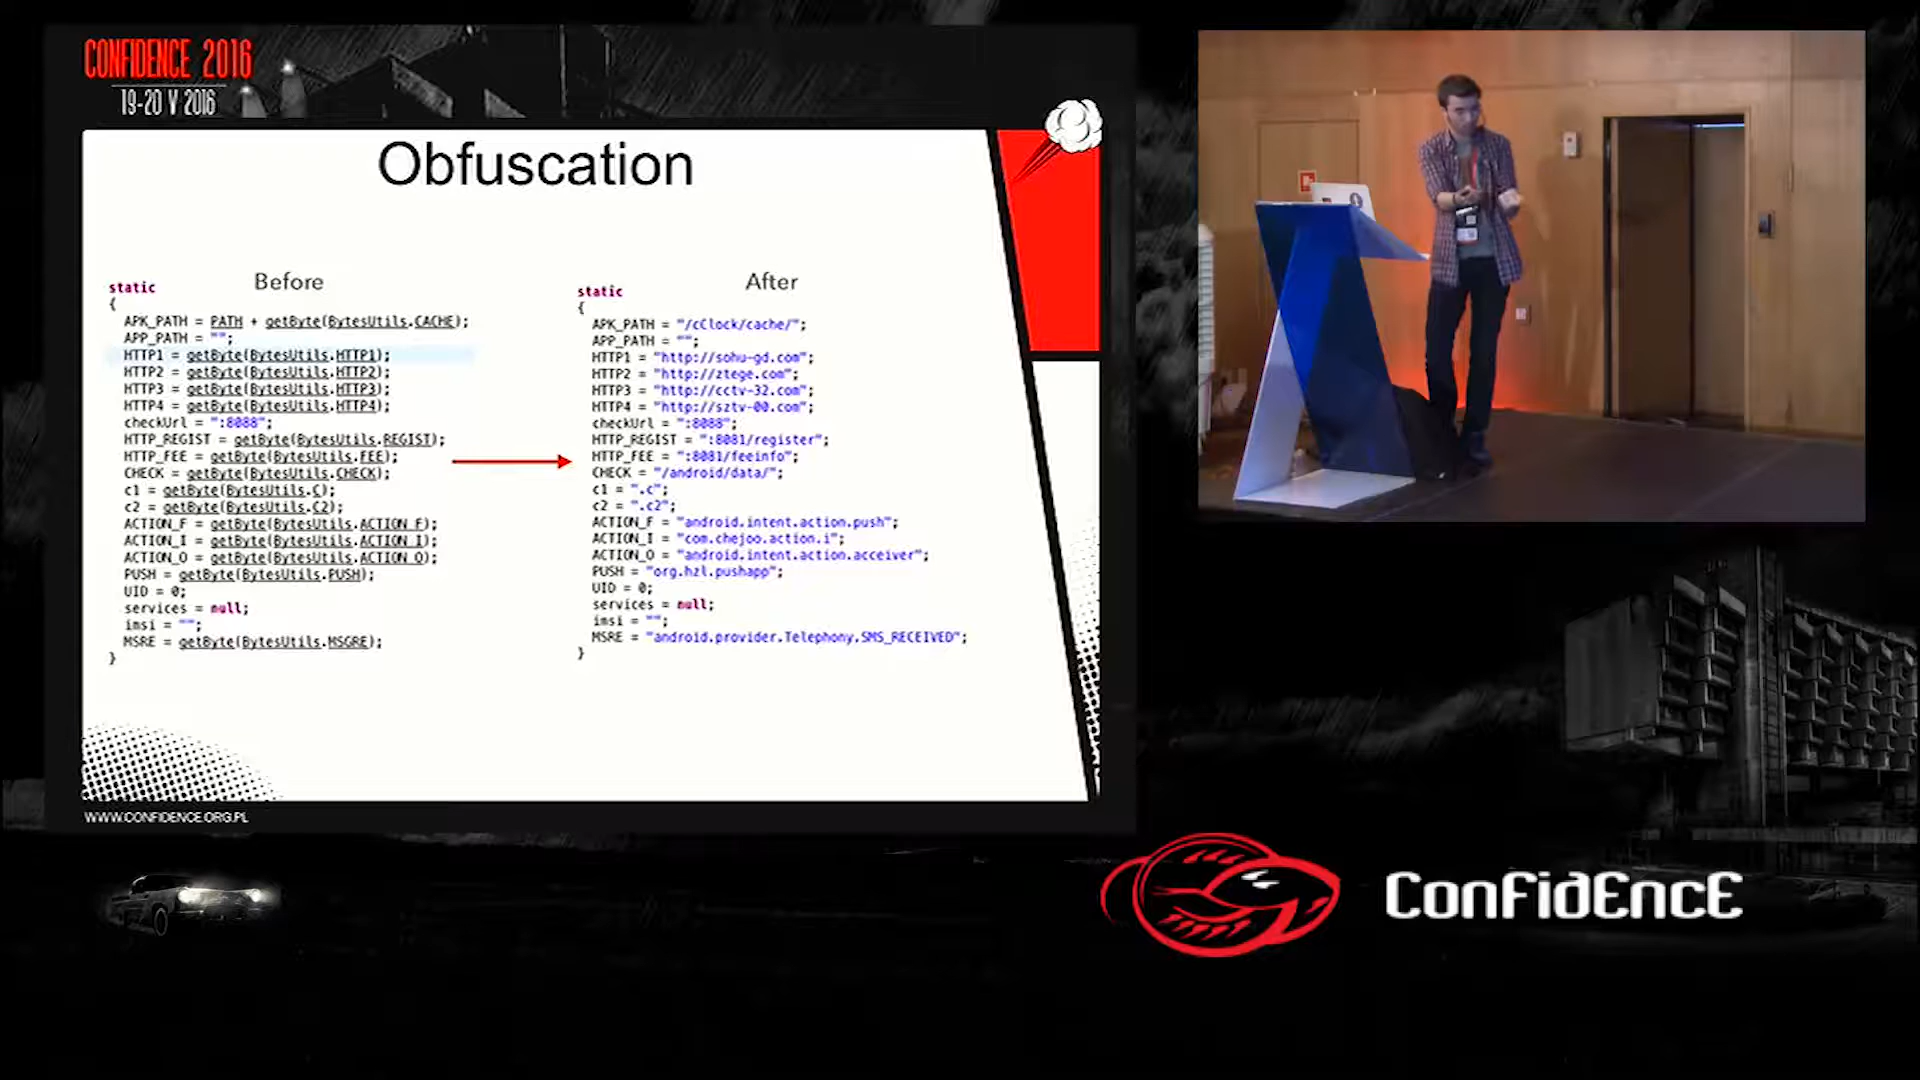 CONFIDENCE 2016
19-20 V 2016
Obfuscation
Before
static
{
APK_PATH = PATH + getByte(BytesUtils.CACHE);
APP_PATH = "";
HTTP1 = getByte(BytesUtils.HTTP1);
HTTP2 = getByte(BytesUtils.HTTP2);
HTTP3 = getByte(BytesUtils.HTTP3);
HTTP4 = getByte(BytesUtils.HTTP4);
checkUrl = ":8088";
HTTP_REGIST = getByte(BytesUtils.REGIST);
HTTP_FEE = getByte(BytesUtils.FEE);
CHECK = getByte(BytesUtils.CHECK);
c1 = getByte(BytesUtils.C);
c2 = getByte(BytesUtils.C2);
ACTION_F = getByte(BytesUtils.ACTION_F);
ACTION_I = getByte(BytesUtils.ACTION_I);
ACTION_O = getByte(BytesUtils.ACTION_O);
PUSH = getByte(BytesUtils.PUSH);
UID = 0;
services = null;
imsi = "";
MSRE = getByte(BytesUtils.MSGRE);
}
After
static
{
APK_PATH = "/cClock/cache/";
APP_PATH = "";
HTTP1 = "http://sohu-gd.com";
HTTP2 = "http://ztege.com";
HTTP3 = "http://cctv-32.com";
HTTP4 = "http://sztv-00.com";
checkUrl = ":8088";
HTTP_REGIST = ":8081/register";
HTTP_FEE = ":8081/feeinfo";
CHECK = "/android/data/";
c1 = ".c";
c2 = ".c2";
ACTION_F = "android.intent.action.push";
ACTION_I = "com.chejoo.action.i";
ACTION_O = "android.intent.action.acceiver";
PUSH = "org.hzl.pushapp";
UID = 0;
services = null;
imsi = "";
MSRE = "android.provider.Telephony.SMS_RECEIVED";
}
WWW.CONFIDENCE.ORG.PL
ConFidEncE